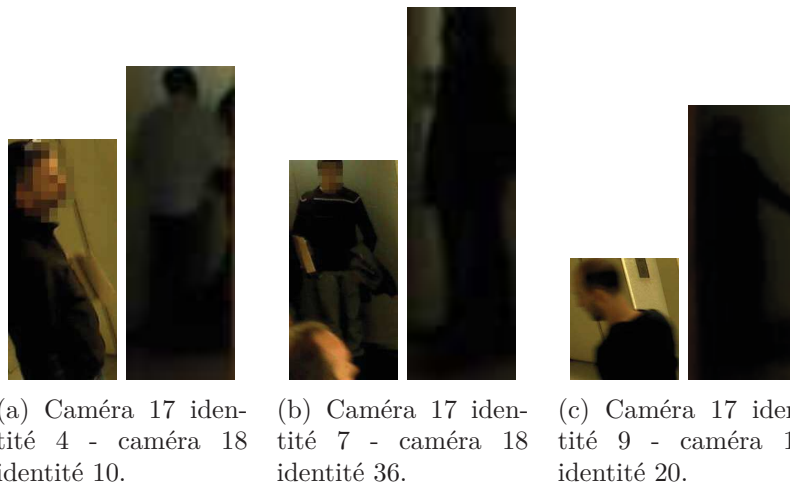 (a) Caméra 17 iden-
tité 4 - caméra 18
identité 10.
(b) Caméra 17 iden-
tité 7 - caméra 18
identité 36.
(c) Caméra 17
tité 9 - caméra
identité 20.